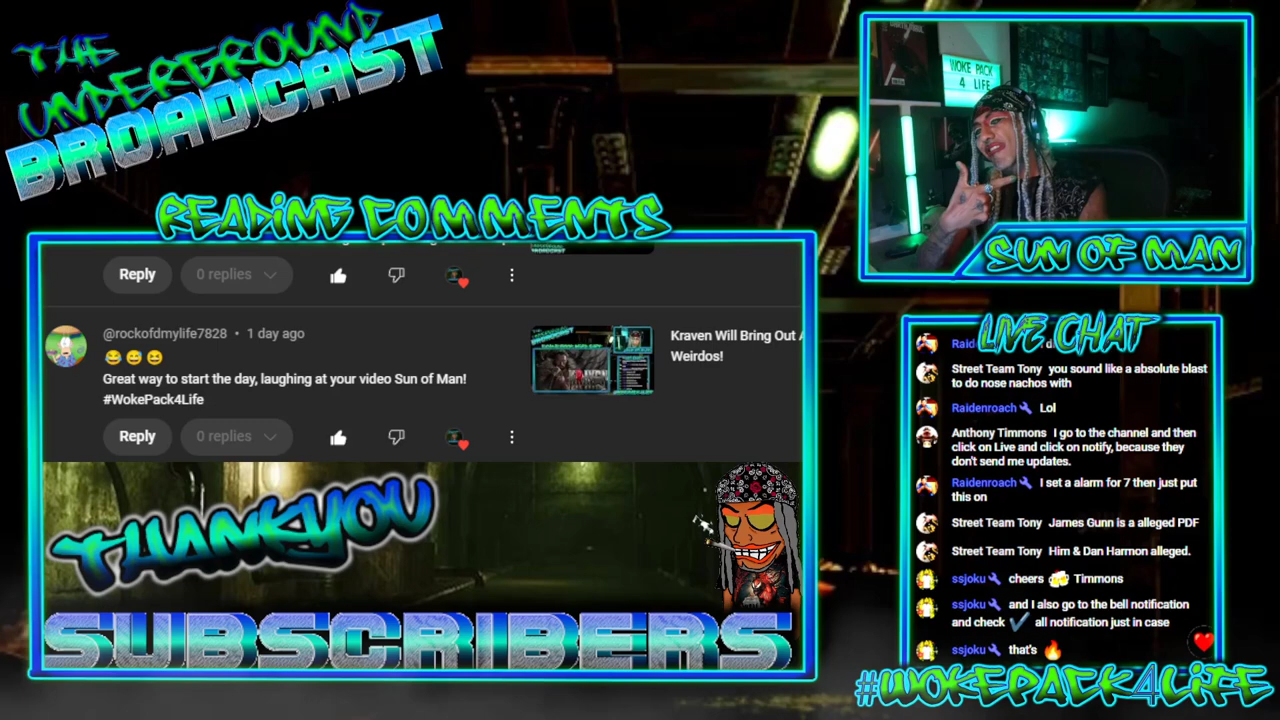 THE
UNDERGROUND
BROADCAST
READING COMMENTS
Reply
0 replies
@rockofdmylife7828 • 1 day ago
😂 😅 😆
Great way to start the day, laughing at your video Sun of Man!
#WokePack4Life
Kraven Will Bring Out A
Weirdos!
Reply
0 replies
THANKYOU
SUBSCRIBERS
WOKE PACK
4 LIFE
SUN OF MAN
LIVE CHAT
Street Team Tony you sound like a absolute blast
to do nose nachos with
Raidenroach Lol
Anthony Timmons I go to the channel and then
click on Live and click on notify, because they
don't send me updates.
Raidenroach I set a alarm for 7 then just put
this on
Street Team Tony James Gunn is a alleged PDF
Street Team Tony Him & Dan Harmon alleged.
ssjoku cheers 🍻 Timmons
ssjoku and I also go to the bell notification
and check ✔ all notification just in case
ssjoku that's 🔥
#WOKEPACK4LIFE